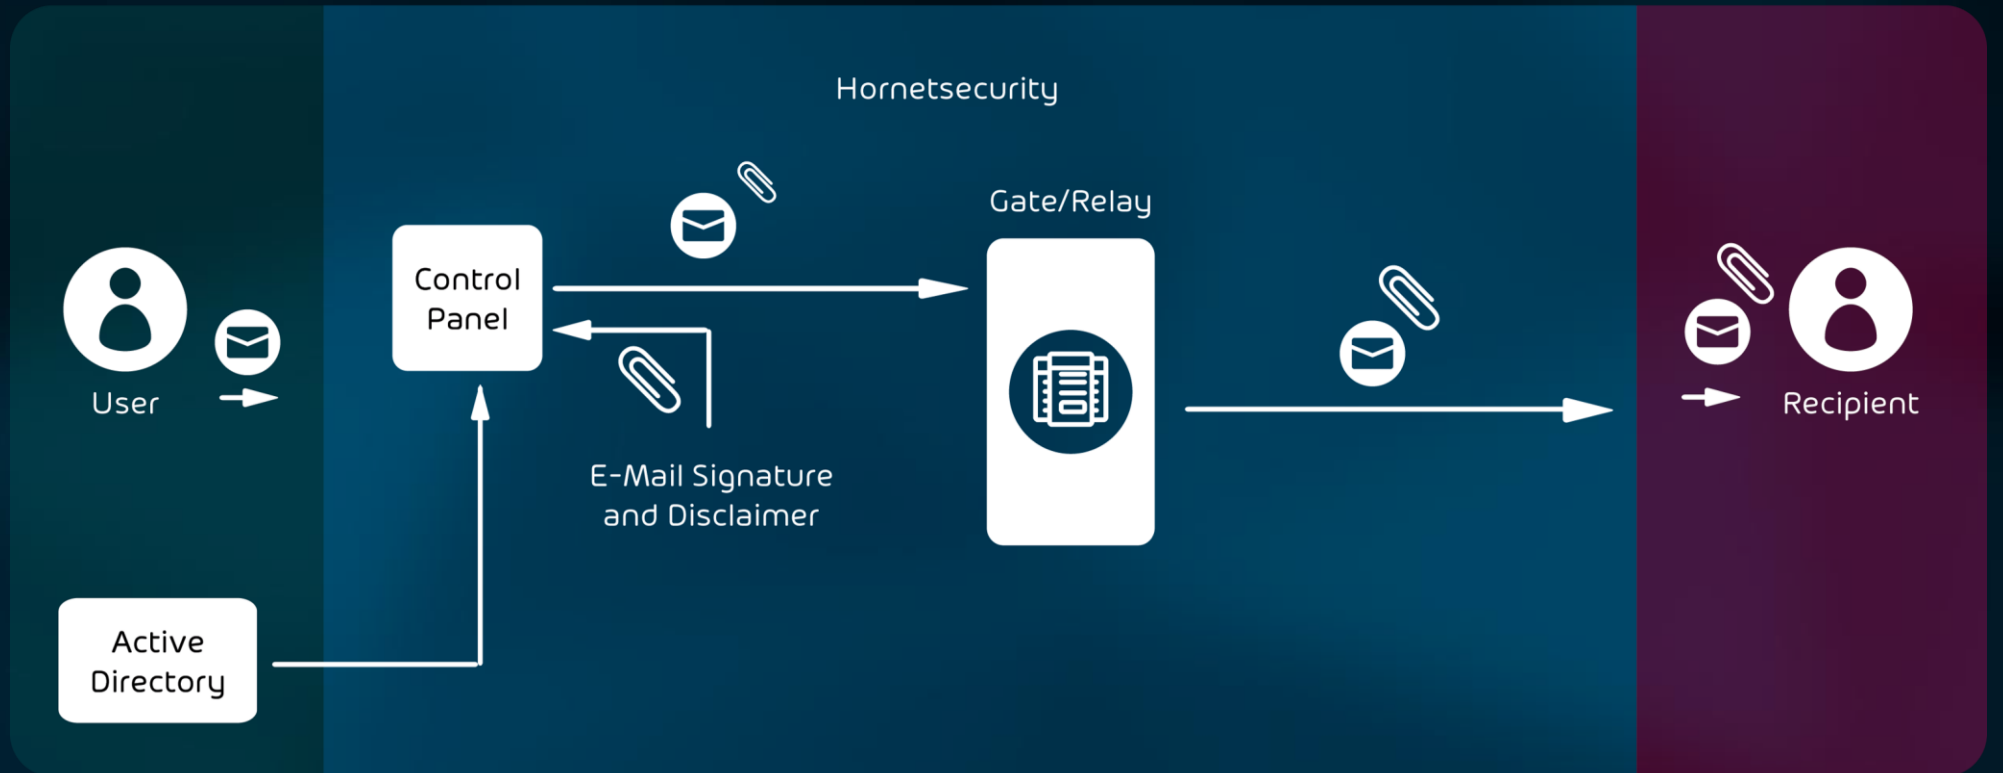 Hornetsecurity
Gate/Relay
Control
Panel
User
Recipient
E-Mail Signature
and Disclaimer
Active
Directory